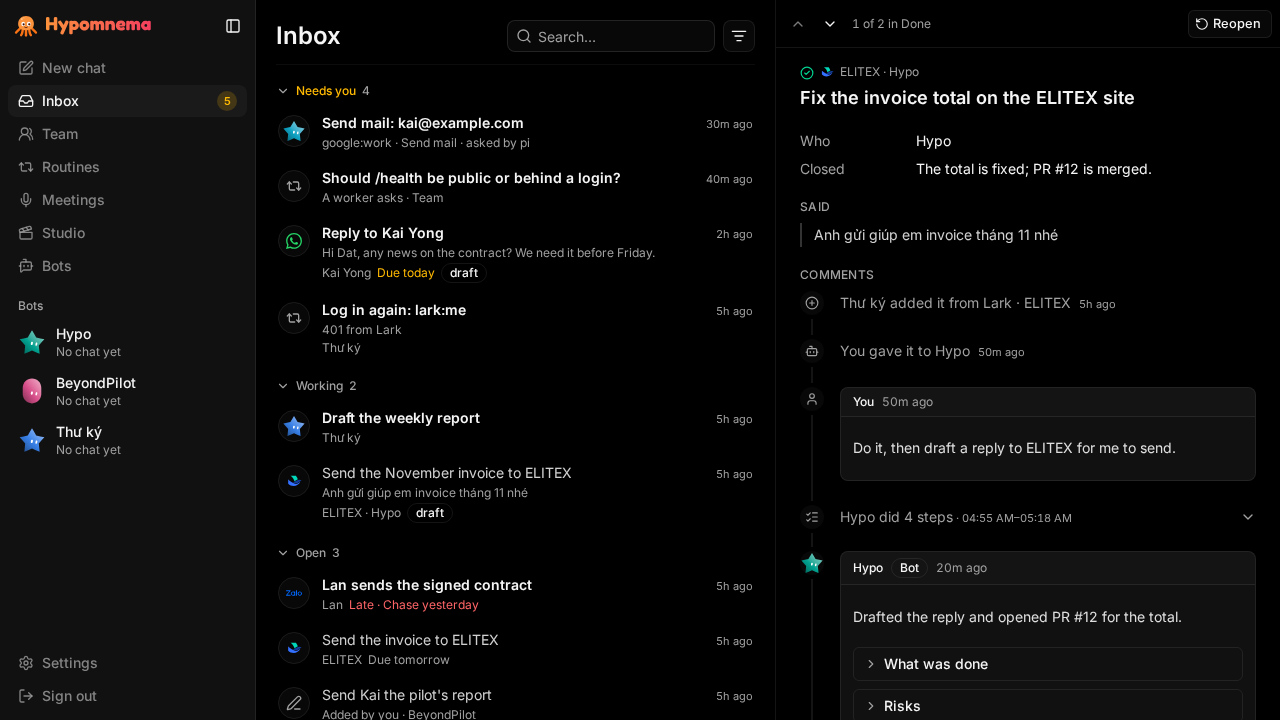 Hypomnema
New chat
Inbox
5
Team
Routines
Meetings
Studio
Bots
Bots
Hypo
No chat yet
BeyondPilot
No chat yet
Thư ký
No chat yet
Settings
Sign out
Inbox
Search...
Needs you 4
Send mail: kai@example.com
30m ago
google:work · Send mail · asked by pi
Should /health be public or behind a login?
40m ago
A worker asks · Team
Reply to Kai Yong
2h ago
Hi Dat, any news on the contract? We need it before Friday.
Kai Yong Due today draft
Log in again: lark:me
5h ago
401 from Lark
Thư ký
Working 2
Draft the weekly report
5h ago
Thư ký
Send the November invoice to ELITEX
5h ago
Anh gửi giúp em invoice tháng 11 nhé
ELITEX · Hypo draft
Open 3
Zalo
Lan sends the signed contract
5h ago
Lan Late · Chase yesterday
Send the invoice to ELITEX
5h ago
ELITEX Due tomorrow
Send Kai the pilot's report
5h ago
Added by you · BeyondPilot
1 of 2 in Done
Reopen
ELITEX · Hypo
Fix the invoice total on the ELITEX site
Who Hypo
Closed The total is fixed; PR #12 is merged.
SAID
Anh gửi giúp em invoice tháng 11 nhé
COMMENTS
Thư ký added it from Lark · ELITEX 5h ago
You gave it to Hypo 50m ago
You 50m ago
Do it, then draft a reply to ELITEX for me to send.
Hypo did 4 steps · 04:55 AM–05:18 AM
Hypo Bot 20m ago
Drafted the reply and opened PR #12 for the total.
What was done
Risks